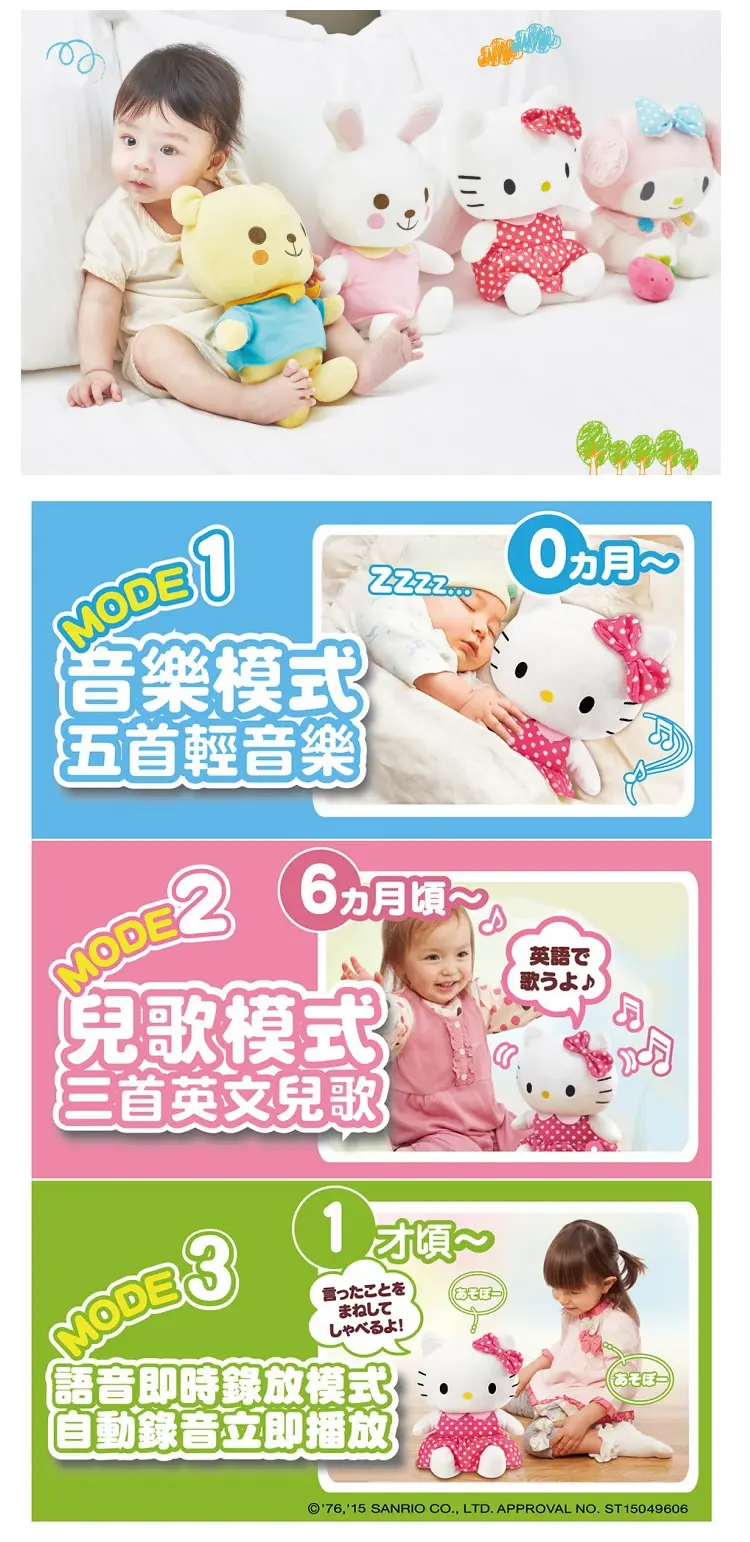 MODE 1
音樂模式
五首輕音樂
0ヵ月～
ZZZZ...
MODE 2
兒歌模式
三首英文兒歌
6ヵ月頃～
英語で
歌うよ♪
MODE 3
語音即時錄放模式
自動錄音立即播放
1才頃～
言ったことを
まねして
しゃべるよ！
あそぼー
あそぼー
©'76,'15 SANRIO CO., LTD. APPROVAL NO. ST15049606